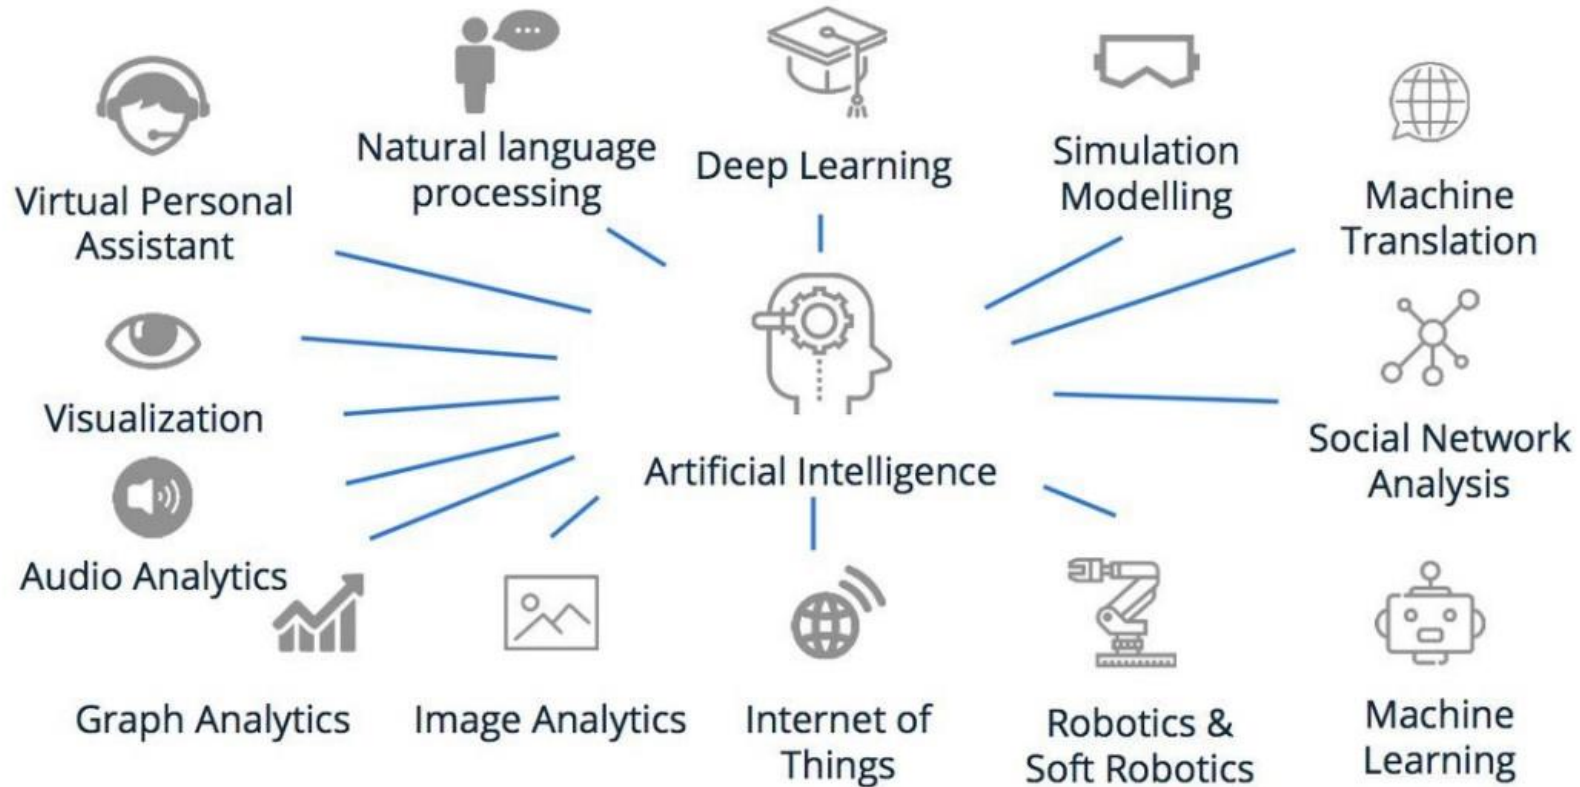 Natural language
processing
Deep Learning
Simulation
Modelling
Machine
Translation
Virtual Personal
Assistant
Visualization
Artificial Intelligence
Social Network
Analysis
Audio Analytics
Graph Analytics
Image Analytics
Internet of
Things
Robotics &
Soft Robotics
Machine
Learning